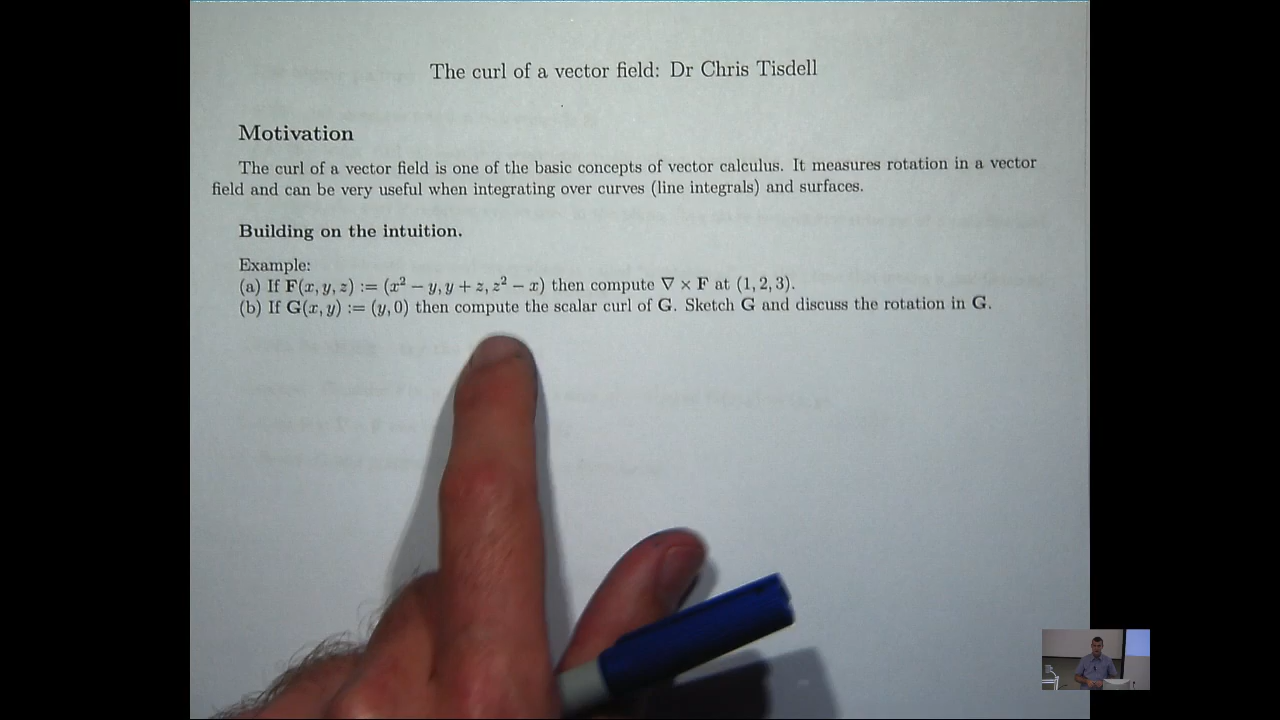 The curl of a vector field: Dr Chris Tisdell
Motivation
The curl of a vector field is one of the basic concepts of vector calculus. It measures rotation in a vector
field and can be very useful when integrating over curves (line integrals) and surfaces.
Building on the intuition.
Example:
(a) If F(x, y, z) := (x² − y, y + z, z² − x) then compute ∇ × F at (1, 2, 3).
(b) If G(x, y) := (y, 0) then compute the scalar curl of G. Sketch G and discuss the rotation in G.